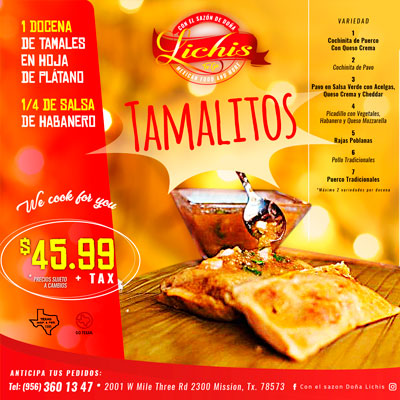 CON EL SAZÓN DE DOÑA
Lichis
MEXICAN FOOD AND MORE
1 DOCENA
DE TAMALES
EN HOJA
DE PLÁTANO
1/4 DE SALSA
DE HABANERO
TAMALITOS
We cook for you
$45.99
*PRECIOS SUJETO
A CAMBIOS
+ TAX
VARIEDAD
1
Cochinita de Puerco
Con Queso Crema
2
Cochinita de Pavo
3
Pavo en Salsa Verde con Acelgas,
Queso Crema y Cheddar
4
Picadillo con Vegetales,
Habanero y Queso Mozzarella
5
Rajas Poblanas
6
Pollo Tradicionales
7
Puerco Tradicionales
*Máximo 2 variedades por docena
ANTICIPA TUS PEDIDOS:
Tel: (956) 360 13 47 * 2001 W Mile Three Rd 2300 Mission, Tx. 78573
Con el sazon Doña Lichis